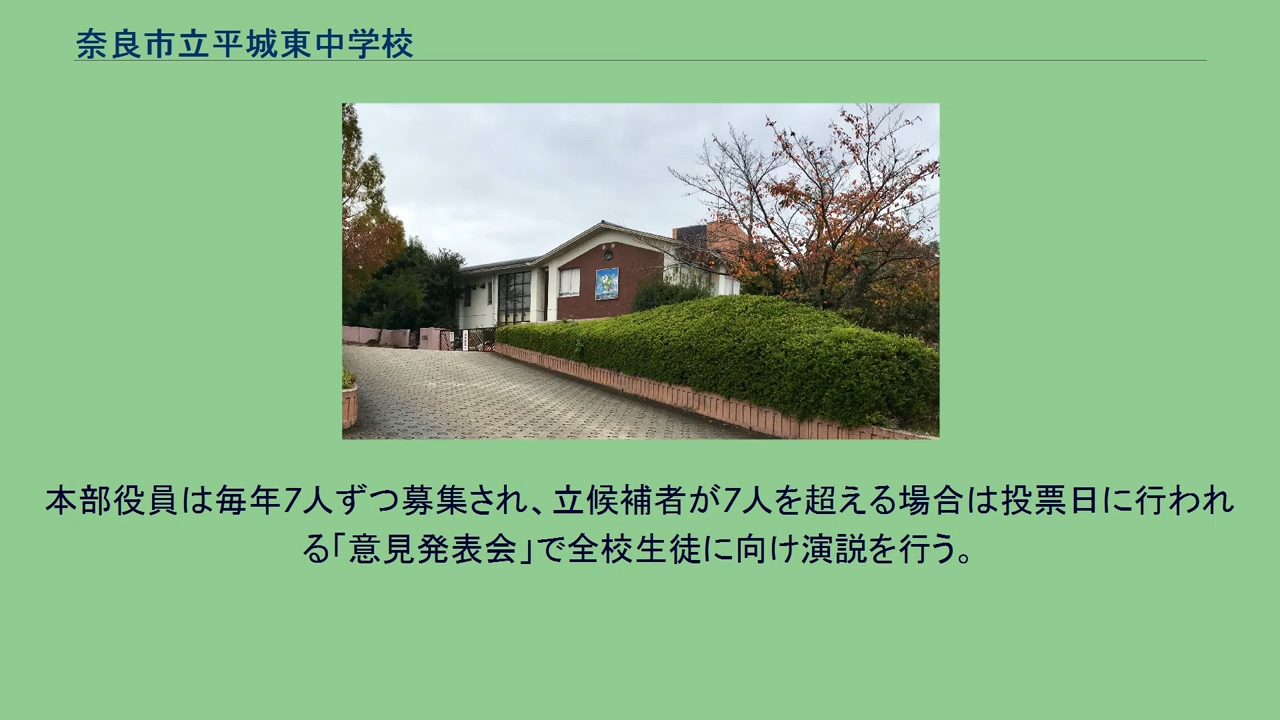 奈良市立平城東中学校
本部役員は毎年7人ずつ募集され、立候補者が7人を超える場合は投票日に行われ
る「意見発表会」で全校生徒に向け演説を行う。